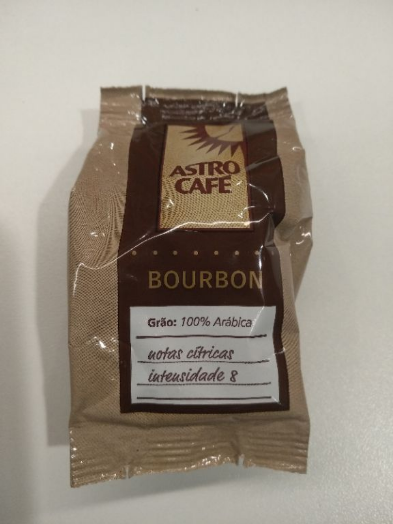 ASTRO
CAFÉ
BOURBON
Grão: 100% Arábica
notas cítricas
intensidade 8